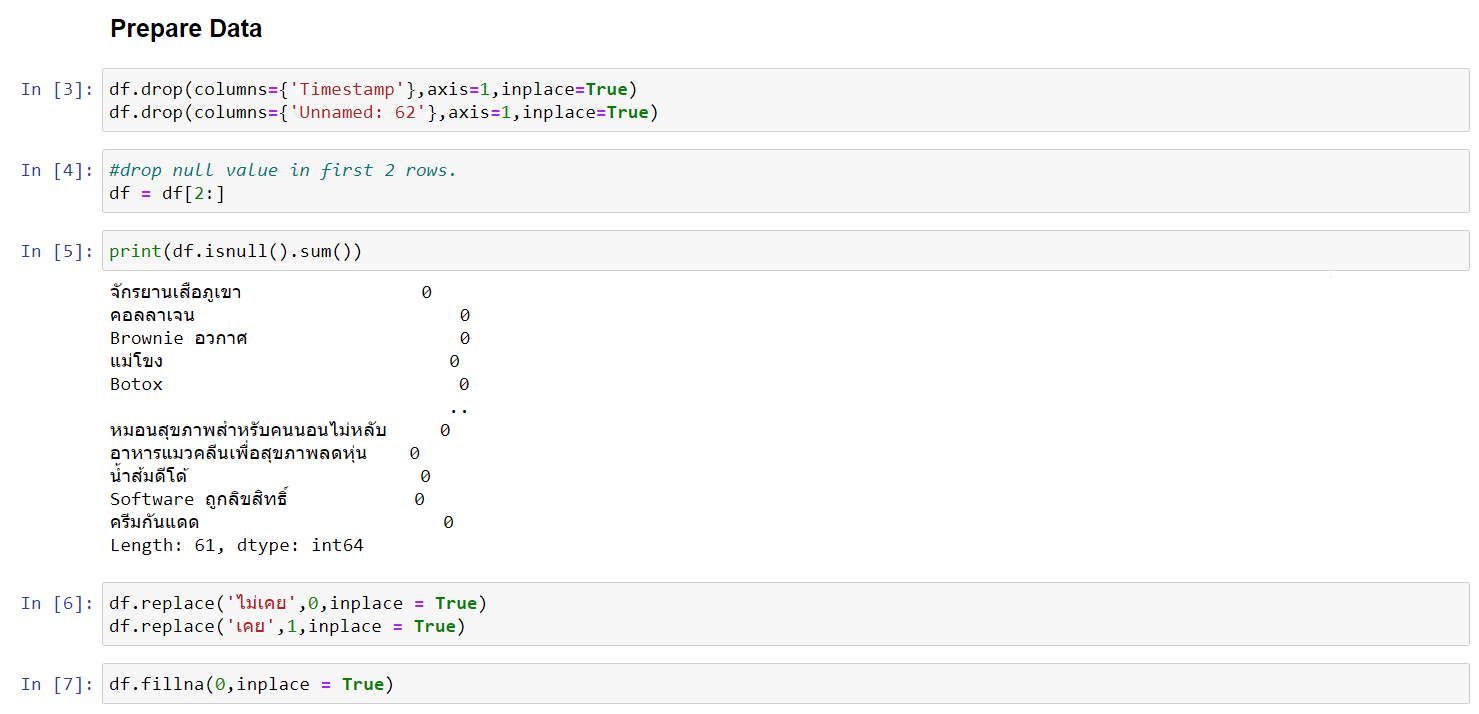 Prepare Data
In [3]: df.drop(columns={'Timestamp'},axis=1,inplace=True)
df.drop(columns={'Unnamed: 62'},axis=1,inplace=True)
In [4]: #drop null value in first 2 rows.
df = df[2:]
In [5]: print(df.isnull().sum())
จักรยานเสือภูเขา 0
คอลลาเจน 0
Brownie อวกาศ 0
แม่โขง 0
Botox 0
..
หมอนสุขภาพสำหรับคนนอนไม่หลับ 0
อาหารแมวคลีนเพื่อสุขภาพลดหุ่น 0
น้ำส้มดีโด้ 0
Software ถูกลิขสิทธิ์ 0
ครีมกันแดด 0
Length: 61, dtype: int64
In [6]: df.replace('ไม่เคย',0,inplace = True)
df.replace('เคย',1,inplace = True)
In [7]: df.fillna(0,inplace = True)